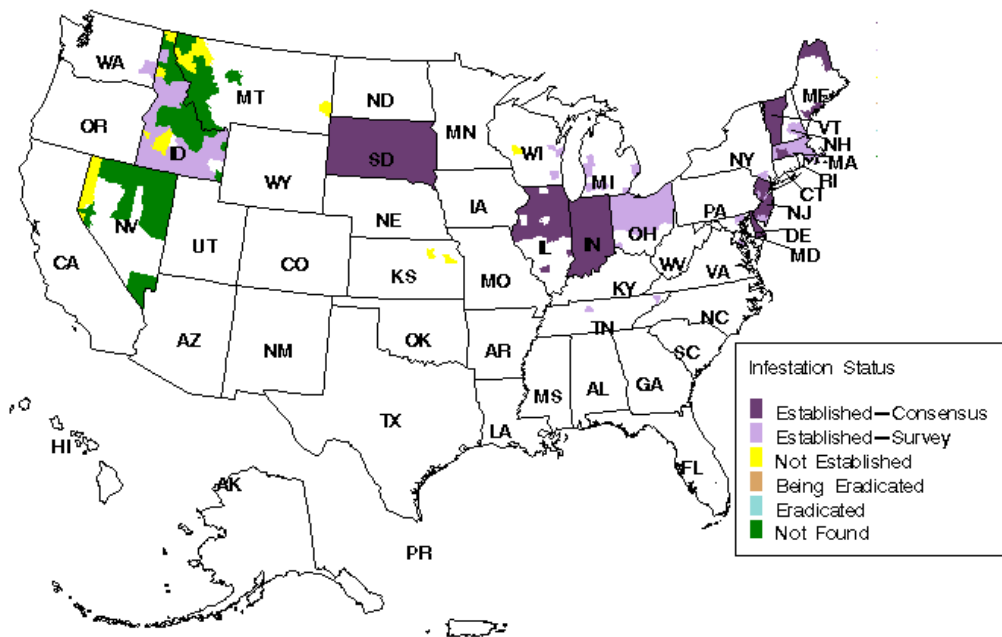 WA
MT
ND
OR
ID
SD
MN
WI
MI
ME
VT
NH
NY
MA
RI
CT
WY
NE
IA
IL
IN
OH
PA
NJ
DE
MD
NV
UT
CO
KS
MO
KY
WV
VA
CA
AZ
NM
OK
AR
TN
NC
SC
MS
AL
GA
TX
LA
FL
HI
AK
PR
Infestation Status
Established—Consensus
Established—Survey
Not Established
Being Eradicated
Eradicated
Not Found